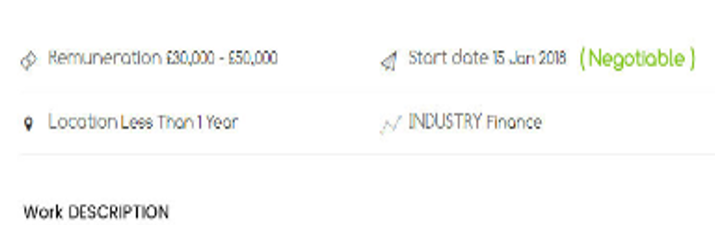 Remuneration £30,000 - £50,000
Start date 15 Jan 2018 (Negotiable)
Location Less Than 1 Year
INDUSTRY Finance
Work DESCRIPTION